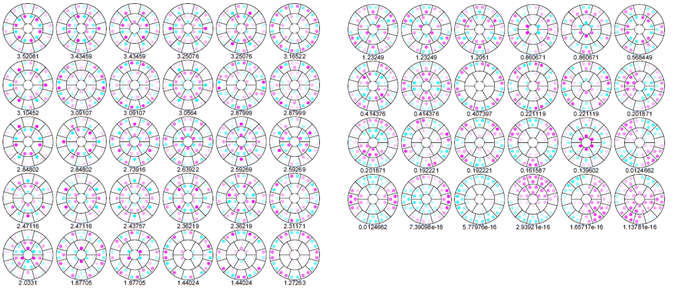 3.52081 3.43459 3.43459 3.25076 3.25076 3.16522
3.10452 3.09107 3.09107 3.0564 2.87999 2.87999
2.84802 2.84802 2.73916 2.63922 2.59269 2.59269
2.47116 2.47116 2.43757 2.36219 2.36219 2.31171
2.0331 1.87705 1.87705 1.44024 1.44024 1.27263
1.23249 1.23249 1.2051 0.860671 0.860671 0.568449
0.414376 0.414376 0.407397 0.221119 0.221119 0.201871
0.201871 0.192221 0.192221 0.161587 0.139602 0.0124662
0.0124662 7.39098e-16 5.77976e-16 2.93921e-16 1.65717e-16 1.13781e-16